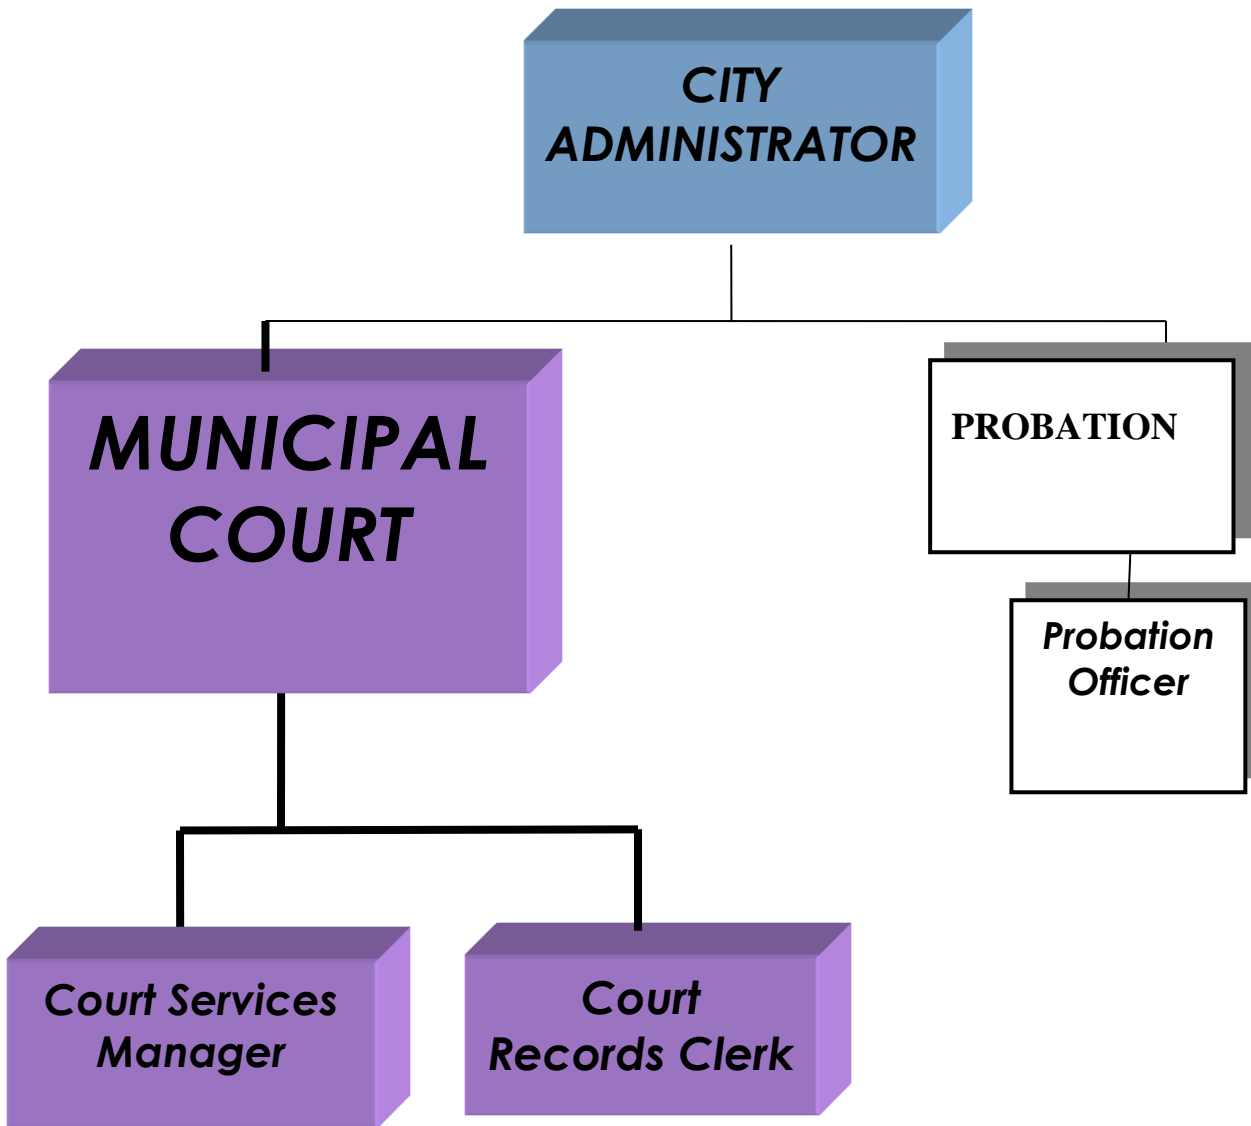 CITY
ADMINISTRATOR
MUNICIPAL
COURT
PROBATION
Probation
Officer
Court Services
Manager
Court
Records Clerk